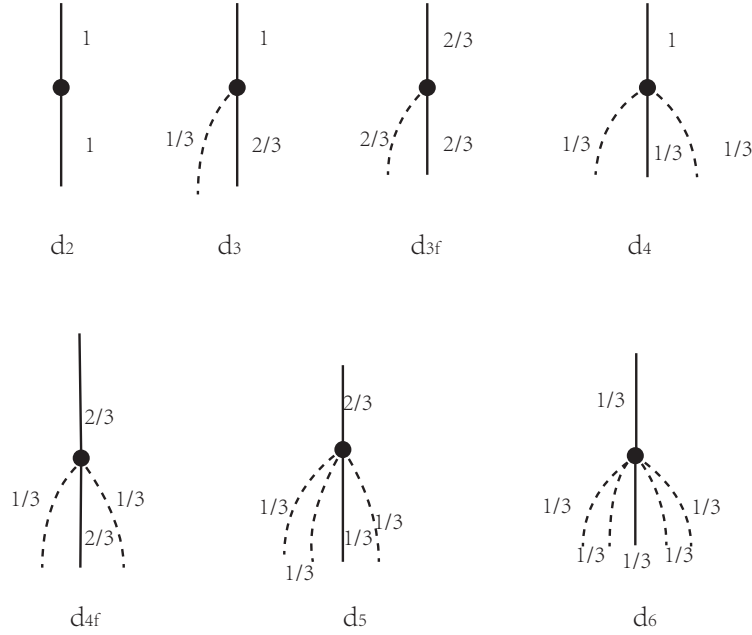 1 1 2/3 1
1/3 2/3 2/3 1/3 1/3 1/3
1 2/3
d2 d3 d3f d4
2/3 2/3 1/3
1/3 1/3 1/3 1/3 1/3 1/3
2/3 1/3 1/3 1/3 1/3 1/3
d4f d5 d6